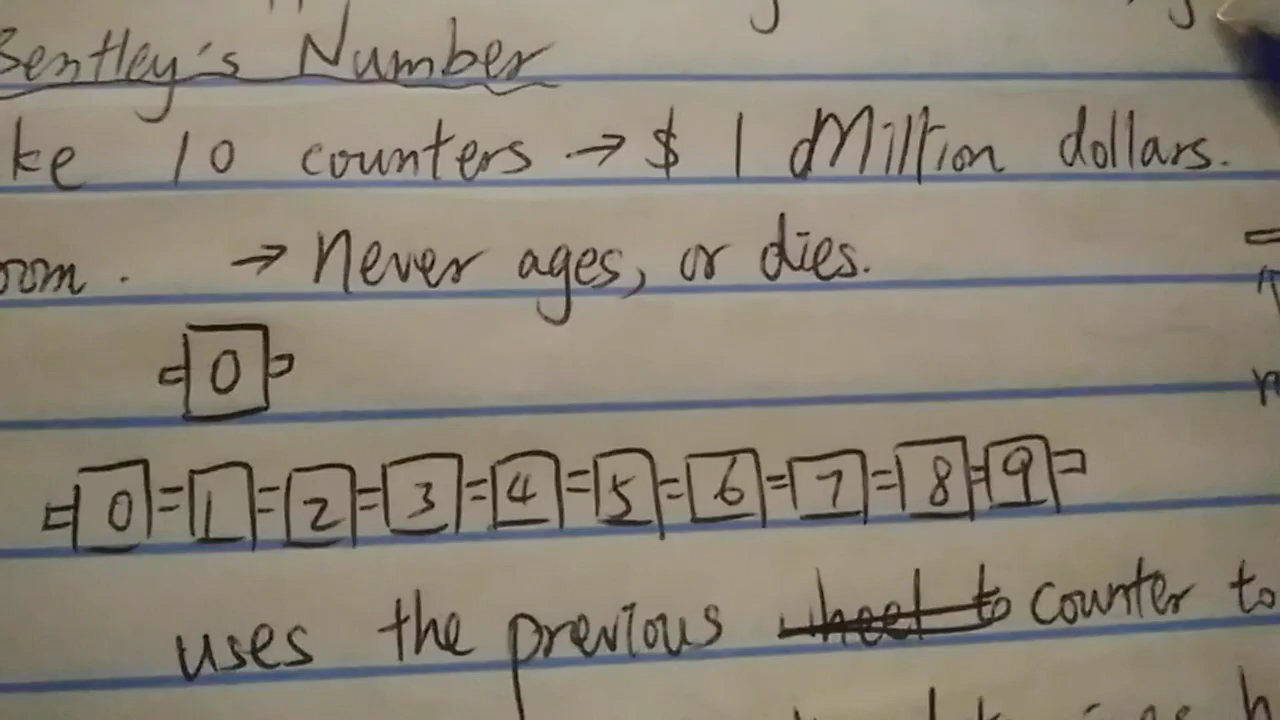 Bentley's Number
ke 10 counters → $ 1 Million dollars.
oom. → Never ages, or dies.
0
0 = 1 = 2 = 3 = 4 = 5 = 6 = 7 = 8 = 9 =
uses the previous wheel to counter to